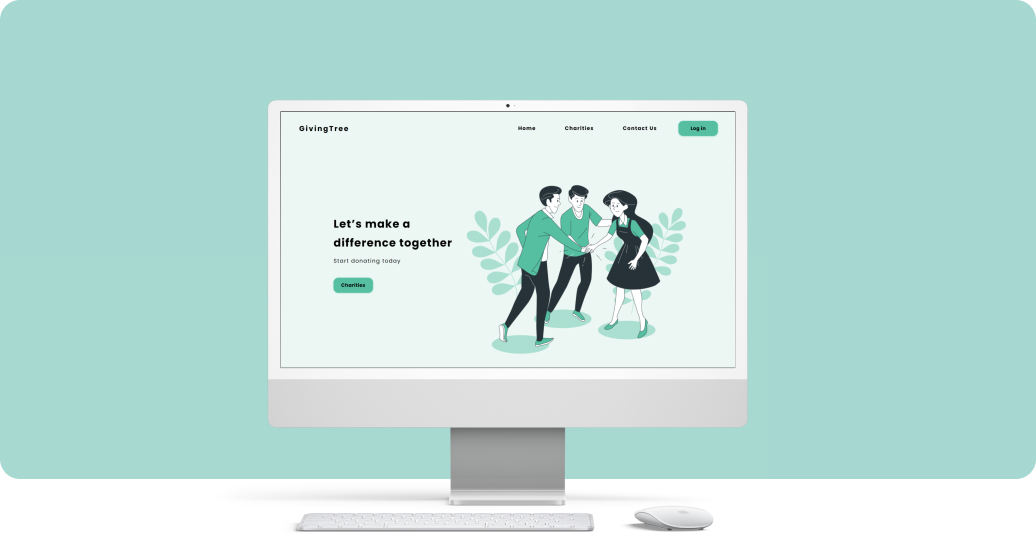 GivingTree
Home Charities Contact Us Log in
Let's make a
difference together
Start donating today
Charities